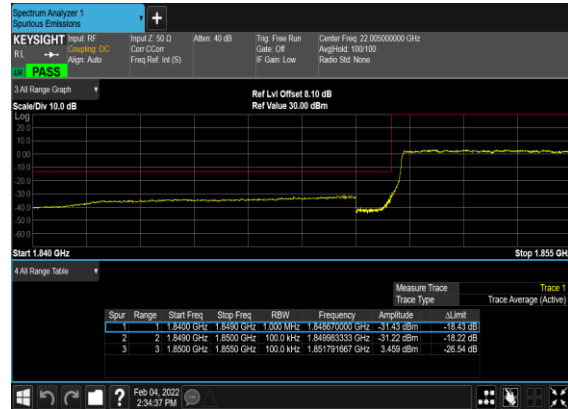 Spectrum Analyzer 1
Spurious Emissions
+
KEYSIGHT Input: RF Input Z: 50 Ω Atten: 40 dB Trig: Free Run Center Freq: 22.005000000 GHz
RL Coupling: DC Corr CCorr Gate: Off Avg|Hold: 100/100
Align: Auto Freq Ref: Int (S) IF Gain: Low Radio Std: None
PASS
3 All Range Graph Ref Lvl Offset 8.10 dB
Scale/Div 10.0 dB Ref Value 30.00 dBm
Log
20.0
10.0
0.00
-10.0
-20.0
-30.0
-40.0
-50.0
-60.0
Start 1.840 GHz Stop 1.855 GH
4 All Range Table
Measure Trace Trace 1
Trace Type Trace Average (Active)
Spur Range Start Freq Stop Freq RBW Frequency Amplitude ΔLimit
1 1 1.8400 GHz 1.8490 GHz 1.000 MHz 1.848670000 GHz -31.43 dBm -18.43 dB
2 2 1.8490 GHz 1.8500 GHz 100.0 kHz 1.849983333 GHz -31.22 dBm -18.22 dB
3 3 1.8500 GHz 1.8550 GHz 100.0 kHz 1.851791667 GHz 3.459 dBm -26.54 dB
? Feb 04, 2022
2:34:37 PM